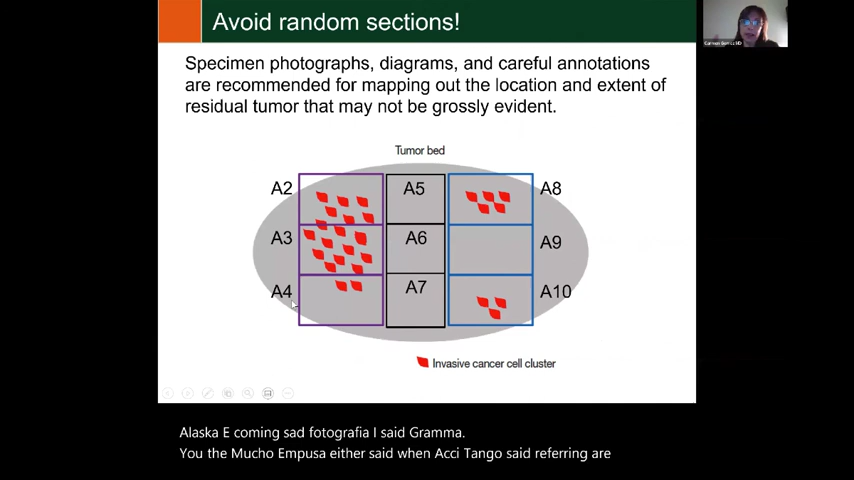 Avoid random sections!
Specimen photographs, diagrams, and careful annotations
are recommended for mapping out the location and extent of
residual tumor that may not be grossly evident.
Tumor bed
A2 A5 A8
A3 A6 A9
A4 A7 A10
Invasive cancer cell cluster
Alaska E coming sad fotografia I said Gramma.
You the Mucho Empusa either said when Acci Tango said referring are